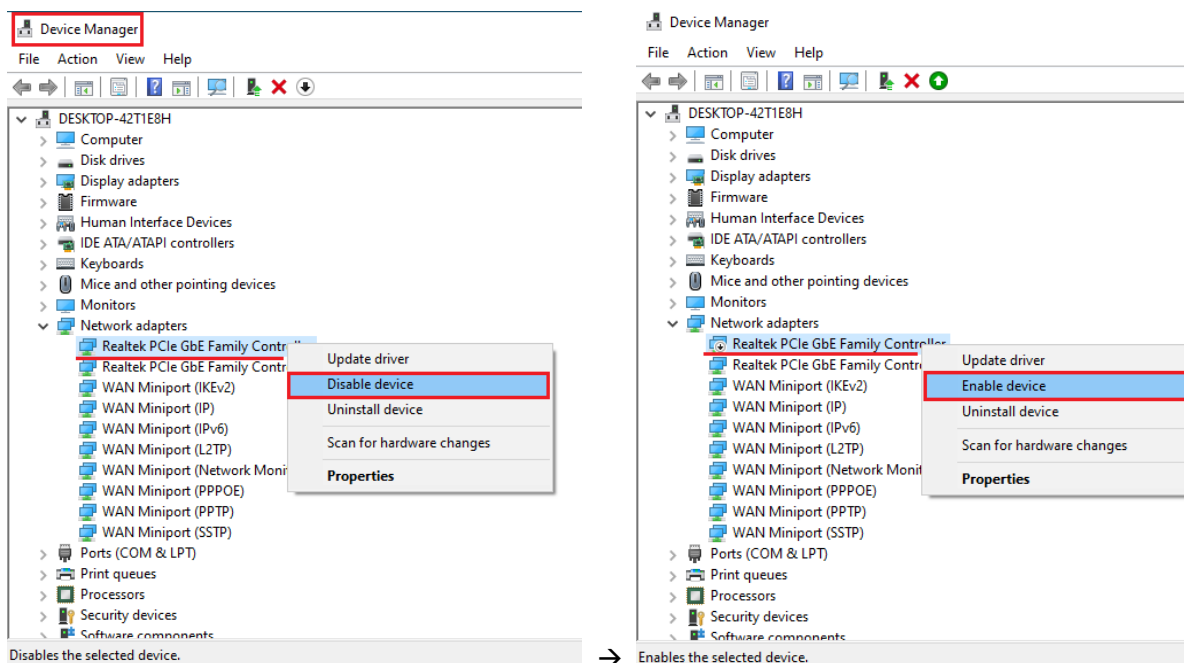 Device Manager
File Action View Help
DESKTOP-42T1E8H
Computer
Disk drives
Display adapters
Firmware
Human Interface Devices
IDE ATA/ATAPI controllers
Keyboards
Mice and other pointing devices
Monitors
Network adapters
Realtek PCIe GbE Family Contr
Realtek PCIe GbE Family Contr
WAN Miniport (IKEv2)
WAN Miniport (IP)
WAN Miniport (IPv6)
WAN Miniport (L2TP)
WAN Miniport (Network Moni
WAN Miniport (PPPOE)
WAN Miniport (PPTP)
WAN Miniport (SSTP)
Ports (COM & LPT)
Print queues
Processors
Security devices
Software components
Update driver
Disable device
Uninstall device
Scan for hardware changes
Properties
Disables the selected device.
→
Device Manager
File Action View Help
DESKTOP-42T1E8H
Computer
Disk drives
Display adapters
Firmware
Human Interface Devices
IDE ATA/ATAPI controllers
Keyboards
Mice and other pointing devices
Monitors
Network adapters
Realtek PCIe GbE Family Controller
Realtek PCIe GbE Family Contr
WAN Miniport (IKEv2)
WAN Miniport (IP)
WAN Miniport (IPv6)
WAN Miniport (L2TP)
WAN Miniport (Network Monit
WAN Miniport (PPPOE)
WAN Miniport (PPTP)
WAN Miniport (SSTP)
Ports (COM & LPT)
Print queues
Processors
Security devices
Software components
Update driver
Enable device
Uninstall device
Scan for hardware changes
Properties
Enables the selected device.